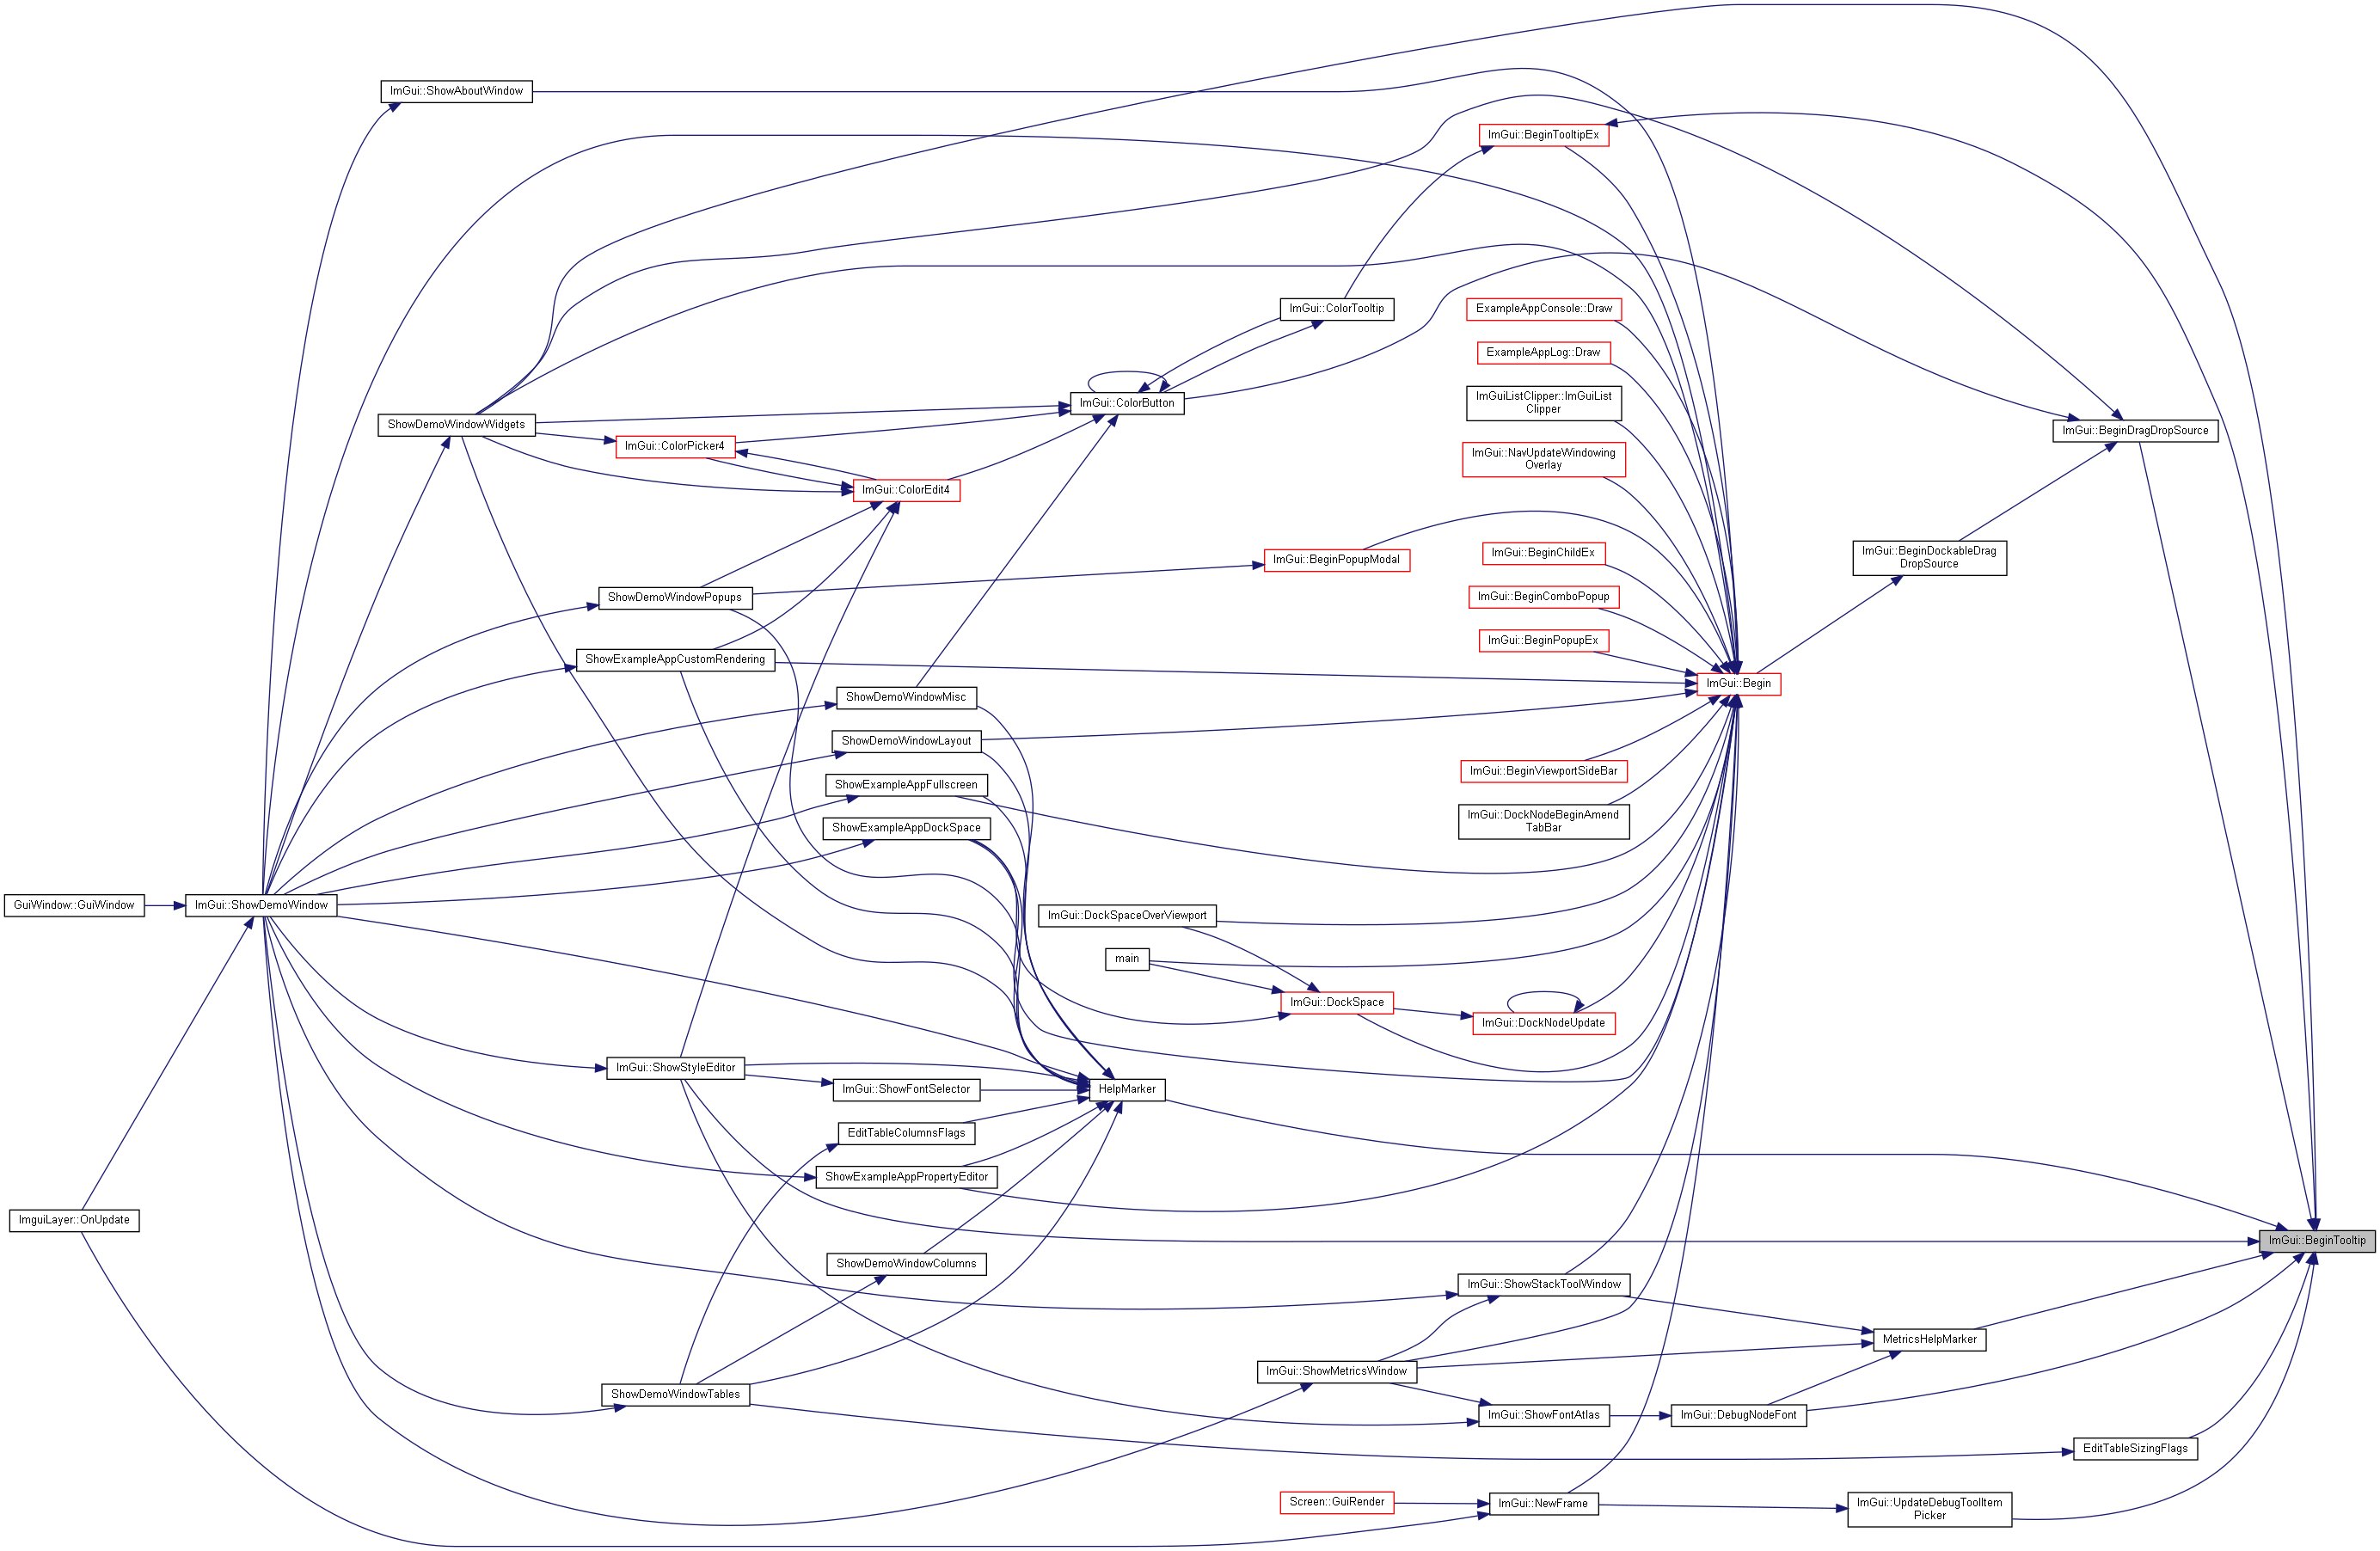 ImGui::ShowAboutWindow
ImGui::BeginTooltipEx
ExampleAppConsole::Draw
ImGui::ColorTooltip
ExampleAppLog::Draw
ImGuiListClipper::ImGuiList
Clipper
ImGui::ColorButton
ShowDemoWindowWidgets
ImGui::BeginDragDropSource
ImGui::ColorPicker4
ImGui::NavUpdateWindowing
Overlay
ImGui::ColorEdit4
ImGui::BeginPopupModal
ImGui::BeginChildEx
ImGui::BeginDockableDrag
DropSource
ShowDemoWindowPopups
ImGui::BeginComboPopup
ImGui::BeginPopupEx
ShowExampleAppCustomRendering
ImGui::Begin
ShowDemoWindowMisc
ShowDemoWindowLayout
ImGui::BeginViewportSideBar
ShowExampleAppFullscreen
ImGui::DockNodeBeginAmend
TabBar
ShowExampleAppDockSpace
GuiWindow::GuiWindow
ImGui::ShowDemoWindow
ImGui::DockSpaceOverViewport
main
ImGui::DockSpace
ImGui::DockNodeUpdate
ImGui::ShowStyleEditor
ImGui::ShowFontSelector
HelpMarker
EditTableColumnsFlags
ShowExampleAppPropertyEditor
ImguiLayer::OnUpdate
ImGui::BeginTooltip
ShowDemoWindowColumns
ImGui::ShowStackToolWindow
MetricsHelpMarker
ImGui::ShowMetricsWindow
ShowDemoWindowTables
ImGui::ShowFontAtlas
ImGui::DebugNodeFont
EditTableSizingFlags
Screen::GuiRender
ImGui::NewFrame
ImGui::UpdateDebugToolItem
Picker